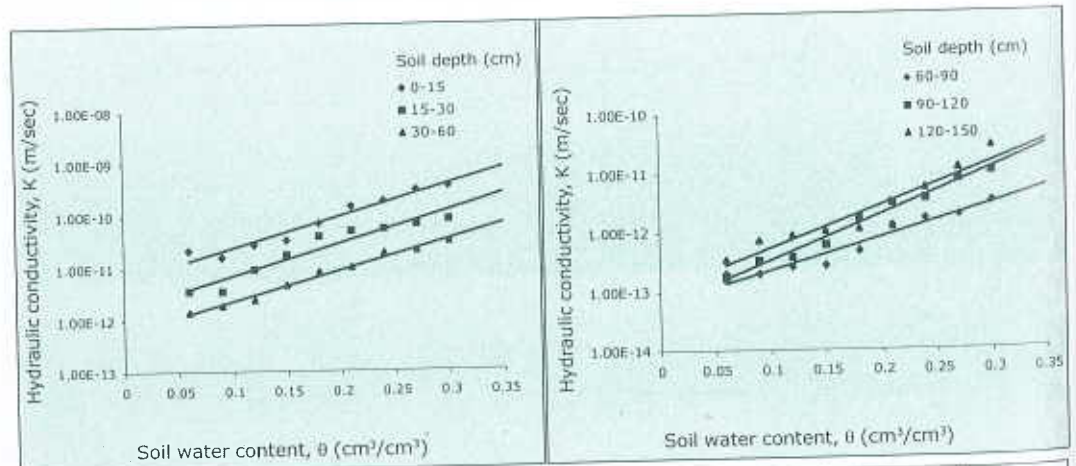 Soil depth (cm)
0-15
15-30
30-60
Hydraulic conductivity, K (m/sec)
1.00E-08
1.00E-09
1.00E-10
1.00E-11
1.00E-12
1.00E-13
0 0.05 0.1 0.15 0.2 0.25 0.3 0.35
Soil water content, θ (cm³/cm³)
Soil depth (cm)
60-90
90-120
120-150
Hydraulic conductivity, K (m/sec)
1.00E-10
1.00E-11
1.00E-12
1.00E-13
1.00E-14
0 0.05 0.1 0.15 0.2 0.25 0.3 0.35
Soil water content, θ (cm³/cm³)